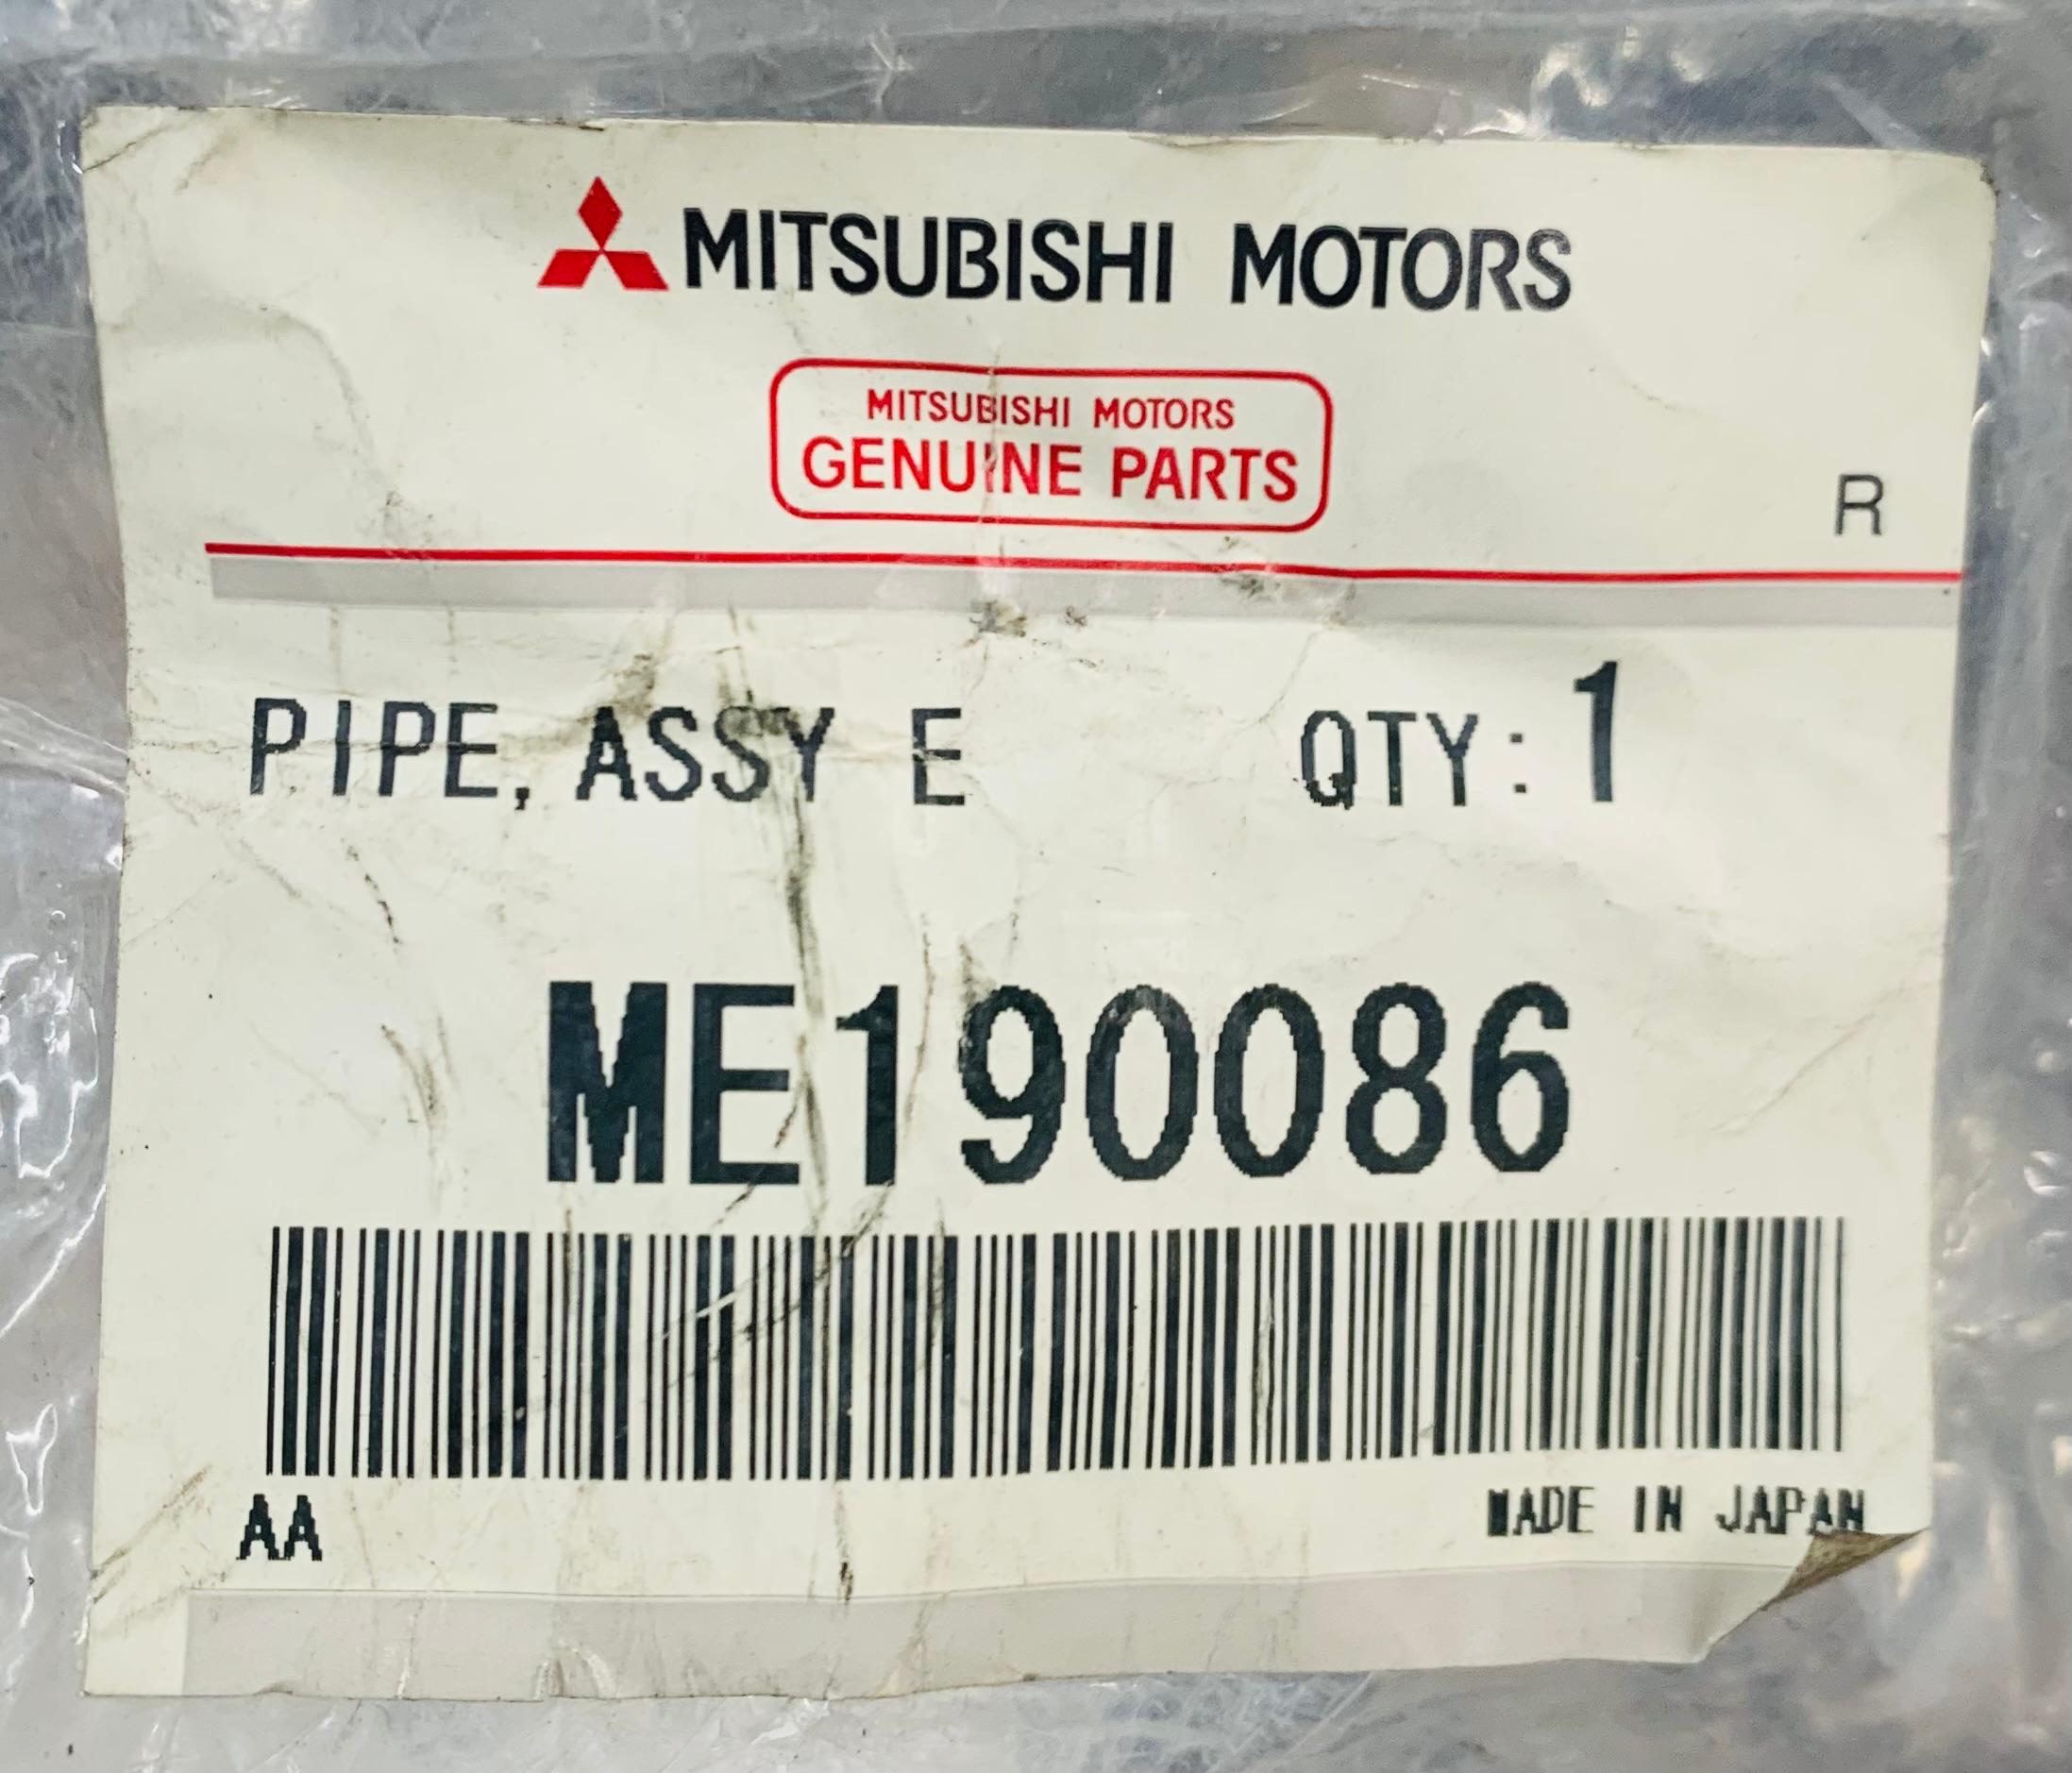 MITSUBISHI MOTORS
MITSUBISHI MOTORS
GENUINE PARTS
R
PIPE, ASSY E QTY: 1
ME190086
AA MADE IN JAPAN